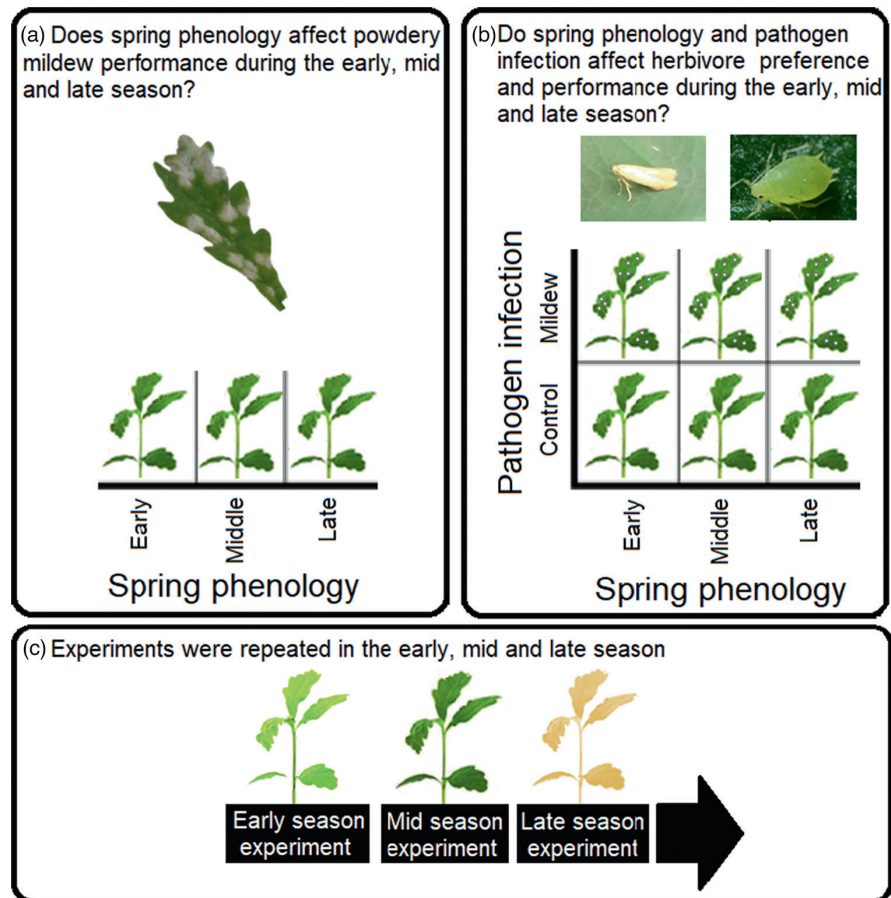 (a) Does spring phenology affect powdery
mildew performance during the early, mid
and late season?
Early
Middle
Late
Spring phenology
(b) Do spring phenology and pathogen
infection affect herbivore preference
and performance during the early, mid
and late season?
Pathogen infection
Mildew
Control
Early
Middle
Late
Spring phenology
(c) Experiments were repeated in the early, mid and late season
Early season
experiment
Mid season
experiment
Late season
experiment